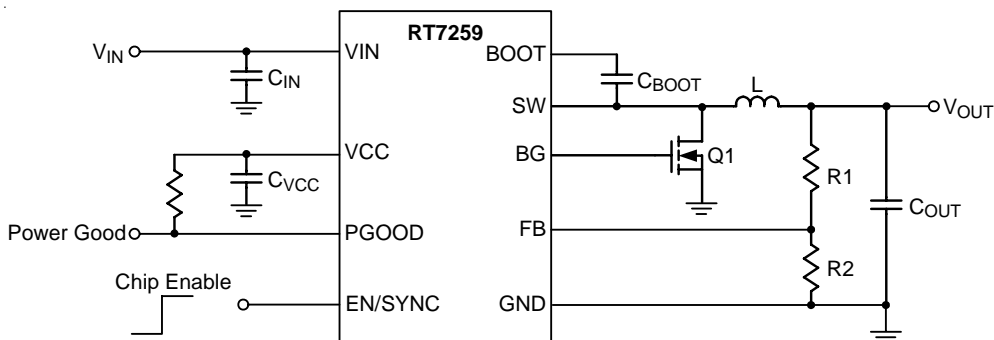 RT7259
VIN
VIN
CIN
BOOT
CBOOT
SW
L
VOUT
VCC
CVCC
BG
Q1
R1
COUT
Power Good
PGOOD
FB
R2
Chip Enable
EN/SYNC
GND